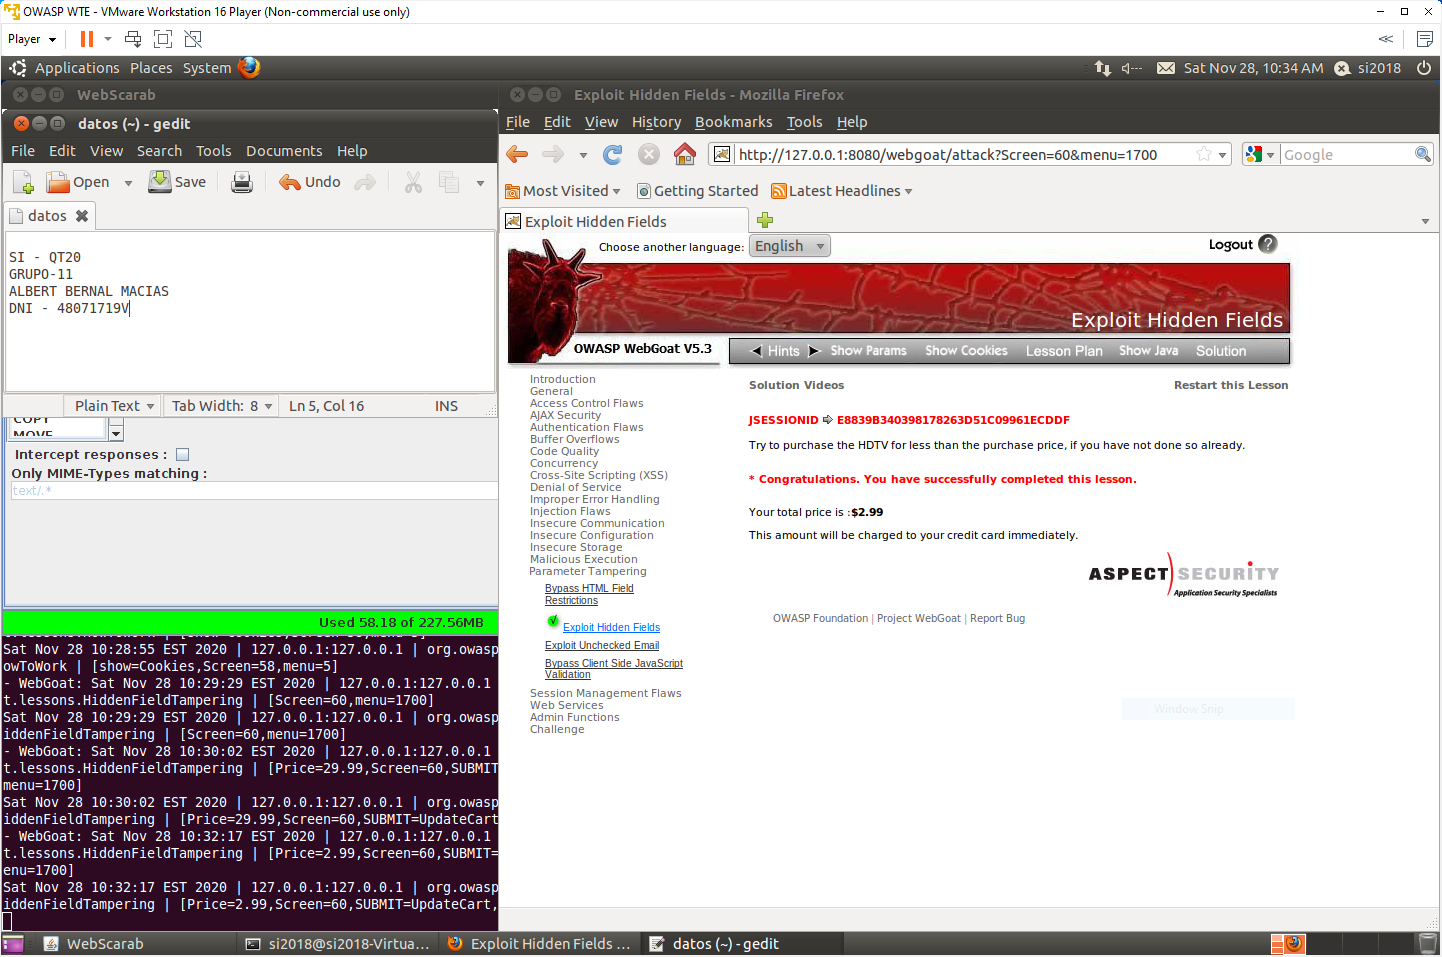 OWASP WTE - VMware Workstation 16 Player (Non-commercial use only)
Player
Applications Places System
Sat Nov 28, 10:34 AM si2018
WebScarab
datos (~) - gedit
File Edit View Search Tools Documents Help
Open Save Undo
datos
SI - QT20
GRUPO-11
ALBERT BERNAL MACIAS
DNI - 48071719V
Plain Text Tab Width: 8 Ln 5, Col 16 INS
COPY
MOVE
Intercept responses :
Only MIME-Types matching :
text/.*
Used 58.18 of 227.56MB
Sat Nov 28 10:28:55 EST 2020 | 127.0.0.1:127.0.0.1 | org.owasp
owToWork | [show=Cookies,Screen=58,menu=5]
- WebGoat: Sat Nov 28 10:29:29 EST 2020 | 127.0.0.1:127.0.0.1
t.lessons.HiddenFieldTampering | [Screen=60,menu=1700]
Sat Nov 28 10:29:29 EST 2020 | 127.0.0.1:127.0.0.1 | org.owasp
iddenFieldTampering | [Screen=60,menu=1700]
- WebGoat: Sat Nov 28 10:30:02 EST 2020 | 127.0.0.1:127.0.0.1
t.lessons.HiddenFieldTampering | [Price=29.99,Screen=60,SUBMIT
menu=1700]
Sat Nov 28 10:30:02 EST 2020 | 127.0.0.1:127.0.0.1 | org.owasp
iddenFieldTampering | [Price=29.99,Screen=60,SUBMIT=UpdateCart
- WebGoat: Sat Nov 28 10:32:17 EST 2020 | 127.0.0.1:127.0.0.1
t.lessons.HiddenFieldTampering | [Price=2.99,Screen=60,SUBMIT=
enu=1700]
Sat Nov 28 10:32:17 EST 2020 | 127.0.0.1:127.0.0.1 | org.owasp
iddenFieldTampering | [Price=2.99,Screen=60,SUBMIT=UpdateCart,
Exploit Hidden Fields - Mozilla Firefox
File Edit View History Bookmarks Tools Help
http://127.0.0.1:8080/webgoat/attack?Screen=60&menu=1700
Google
Most Visited Getting Started Latest Headlines
Exploit Hidden Fields
Choose another language: English
Logout ?
Exploit Hidden Fields
OWASP WebGoat V5.3
Hints Show Params Show Cookies Lesson Plan Show Java Solution
Introduction
General
Access Control Flaws
AJAX Security
Authentication Flaws
Buffer Overflows
Code Quality
Concurrency
Cross-Site Scripting (XSS)
Denial of Service
Improper Error Handling
Injection Flaws
Insecure Communication
Insecure Configuration
Insecure Storage
Malicious Execution
Parameter Tampering
Bypass HTML Field
Restrictions
Exploit Hidden Fields
Exploit Unchecked Email
Bypass Client Side JavaScript
Validation
Session Management Flaws
Web Services
Admin Functions
Challenge
Solution Videos
Restart this Lesson
JSESSIONID E8839B340398178263D51C09961ECDDF
Try to purchase the HDTV for less than the purchase price, if you have not done so already.
* Congratulations. You have successfully completed this lesson.
Your total price is :$2.99
This amount will be charged to your credit card immediately.
ASPECT SECURITY
Application Security Specialists
OWASP Foundation | Project WebGoat | Report Bug
Window Snip
WebScarab
si2018@si2018-Virtua...
Exploit Hidden Fields ...
datos (~) - gedit